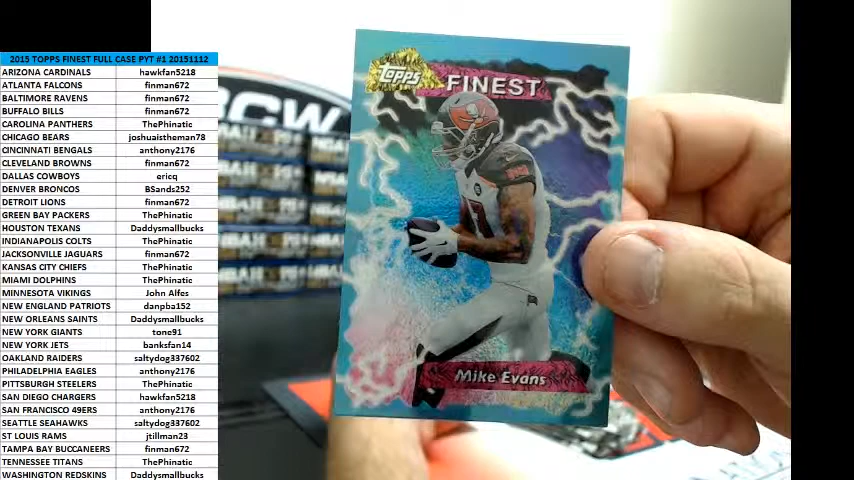 2015 TOPPS FINEST FULL CASE PYT #1 20151112
ARIZONA CARDINALS hawkfan5218
ATLANTA FALCONS finman672
BALTIMORE RAVENS finman672
BUFFALO BILLS finman672
CAROLINA PANTHERS ThePhinatic
CHICAGO BEARS joshuaistheman78
CINCINNATI BENGALS anthony2176
CLEVELAND BROWNS finman672
DALLAS COWBOYS ericq
DENVER BRONCOS BSands252
DETROIT LIONS finman672
GREEN BAY PACKERS ThePhinatic
HOUSTON TEXANS Daddysmallbucks
INDIANAPOLIS COLTS ThePhinatic
JACKSONVILLE JAGUARS finman672
KANSAS CITY CHIEFS ThePhinatic
MIAMI DOLPHINS ThePhinatic
MINNESOTA VIKINGS John Alfes
NEW ENGLAND PATRIOTS danpba152
NEW ORLEANS SAINTS Daddysmallbucks
NEW YORK GIANTS tone91
NEW YORK JETS banksfan14
OAKLAND RAIDERS saltydog337602
PHILADELPHIA EAGLES anthony2176
PITTSBURGH STEELERS ThePhinatic
SAN DIEGO CHARGERS hawkfan5218
SAN FRANCISCO 49ERS anthony2176
SEATTLE SEAHAWKS saltydog337602
ST LOUIS RAMS jtillman23
TAMPA BAY BUCCANEERS finman672
TENNESSEE TITANS ThePhinatic
WASHINGTON REDSKINS Daddysmallbucks
Topps
FINEST
Mike Evans
BCW